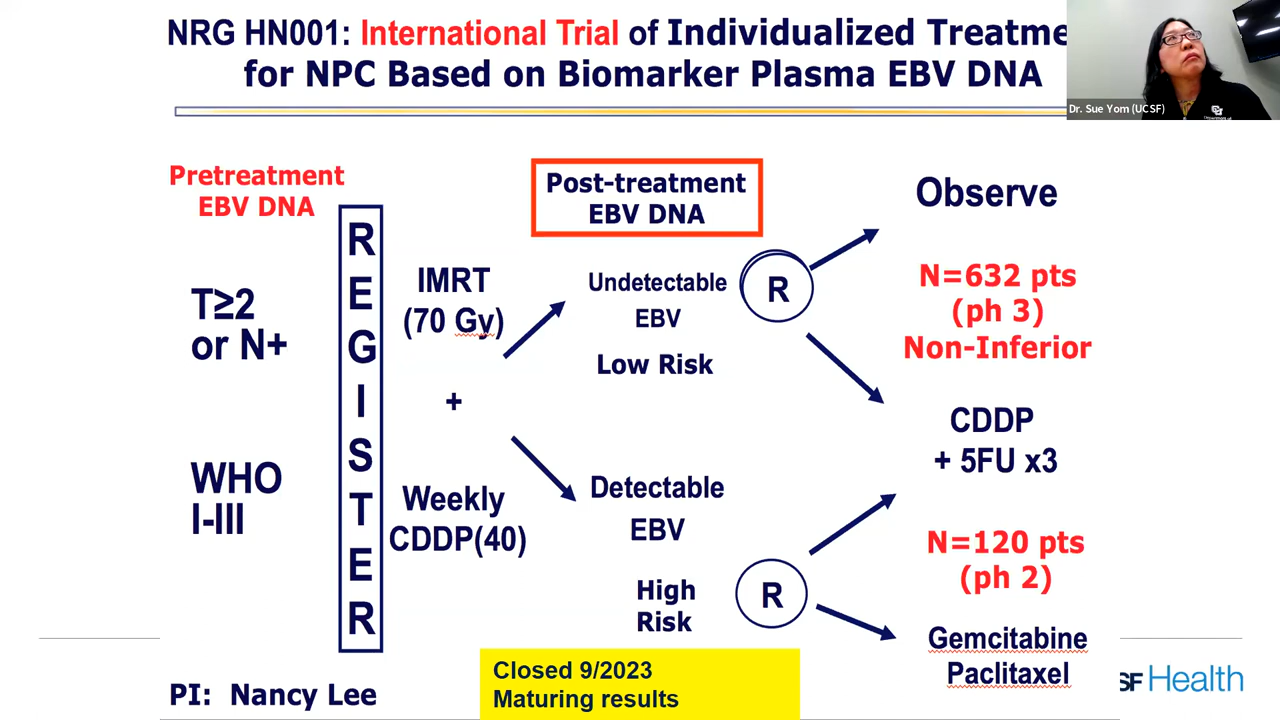 NRG HN001: International Trial of Individualized Treatme
for NPC Based on Biomarker Plasma EBV DNA
Dr. Sue Yom (UCSF)
Pretreatment
EBV DNA
T≥2
or N+
WHO
I-III
REGISTER
IMRT
(70 Gy)
+
Weekly
CDDP(40)
Post-treatment
EBV DNA
Undetectable
EBV
Low Risk
R
Detectable
EBV
High
Risk
R
Observe
N=632 pts
(ph 3)
Non-Inferior
CDDP
+ 5FU x3
N=120 pts
(ph 2)
Gemcitabine
Paclitaxel
Closed 9/2023
Maturing results
PI: Nancy Lee
SF Health